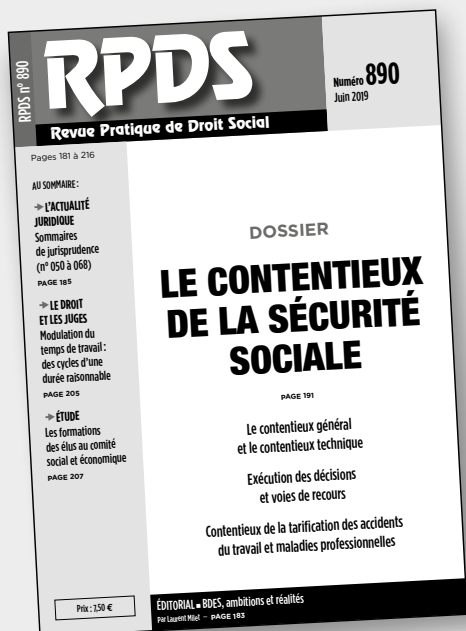 RPDS n° 890
RPDS
Revue Pratique de Droit Social
Numéro 890
Juin 2019
Pages 181 à 216
AU SOMMAIRE :
➔ L'ACTUALITÉ
JURIDIQUE
Sommaires
de jurisprudence
(n° 050 à 068)
PAGE 185
➔ LE DROIT
ET LES JUGES
Modulation du
temps de travail :
des cycles d'une
durée raisonnable
PAGE 205
➔ ÉTUDE
Les formations
des élus au comité
social et économique
PAGE 207
Prix : 7,50 €
DOSSIER
LE CONTENTIEUX
DE LA SÉCURITÉ
SOCIALE
PAGE 191
Le contentieux général
et le contentieux technique
Exécution des décisions
et voies de recours
Contentieux de la tarification des accidents
du travail et maladies professionnelles
ÉDITORIAL ■ BDES, ambitions et réalités
Par Laurent Milet – PAGE 183